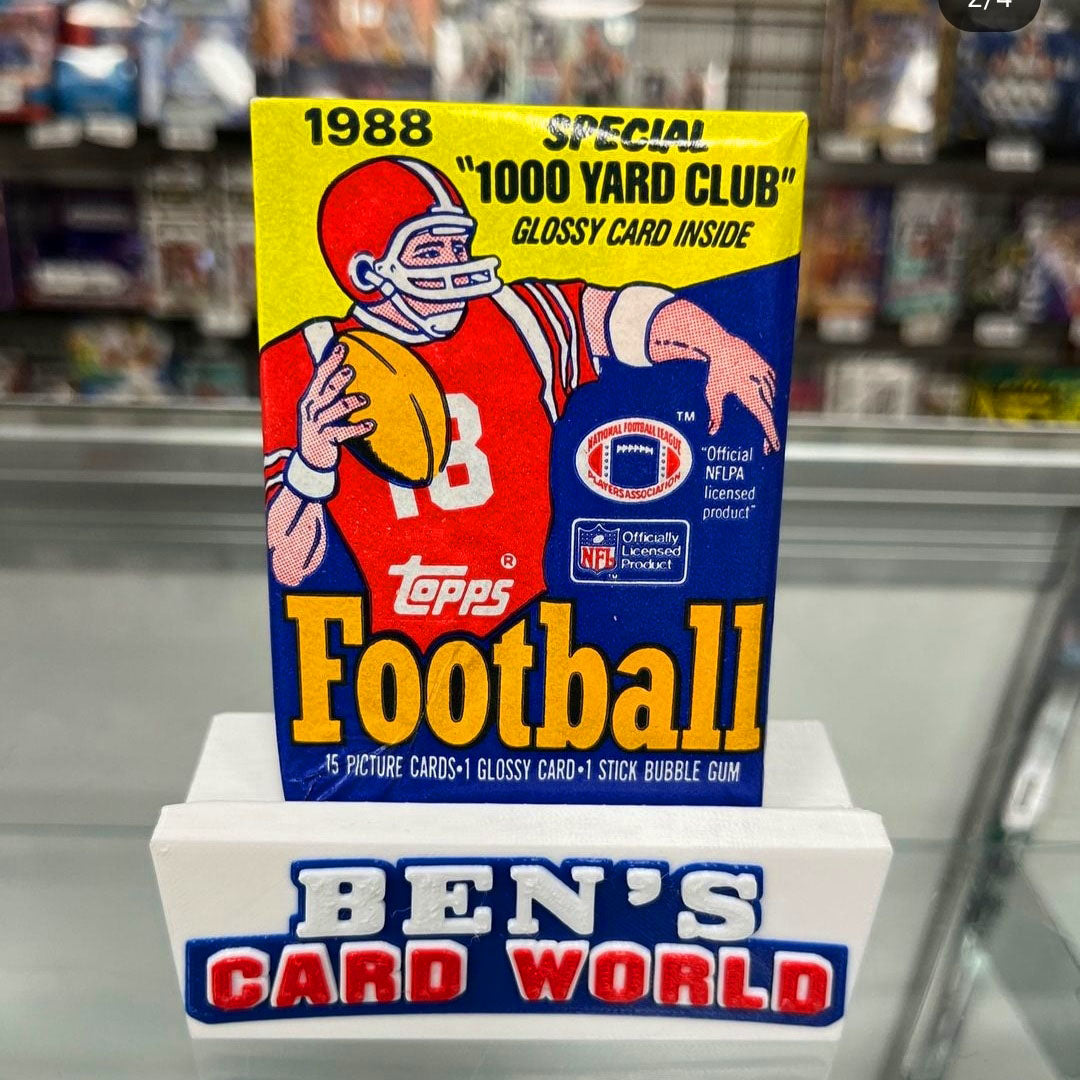 2/4
1988
SPECIAL
"1000 YARD CLUB"
GLOSSY CARD INSIDE
18
TM
NATIONAL FOOTBALL LEAGUE
PLAYERS ASSOCIATION
"Official
NFLPA
licensed
product"
NFL
Officially
Licensed
Product
TM
topps®
Football
15 PICTURE CARDS•1 GLOSSY CARD•1 STICK BUBBLE GUM
BEN'S
CARD WORLD